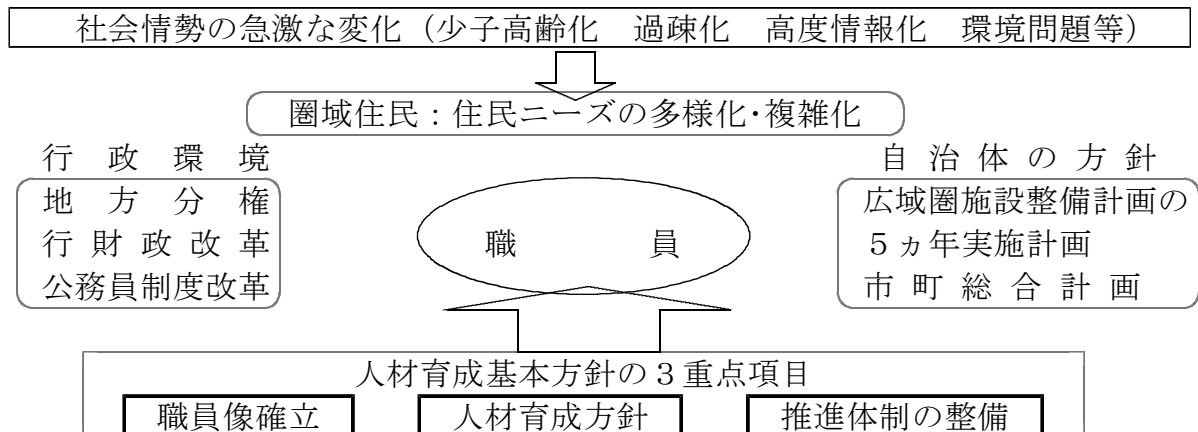 社会情勢の急激な変化（少子高齢化　過疎化　高度情報化　環境問題等）
圏域住民：住民ニーズの多様化・複雑化
行政環境
地方分権
行財政改革
公務員制度改革
職員
自治体の方針
広域圏施設整備計画の
５ヵ年実施計画
市町総合計画
人材育成基本方針の３重点項目
職員像確立
人材育成方針
推進体制の整備